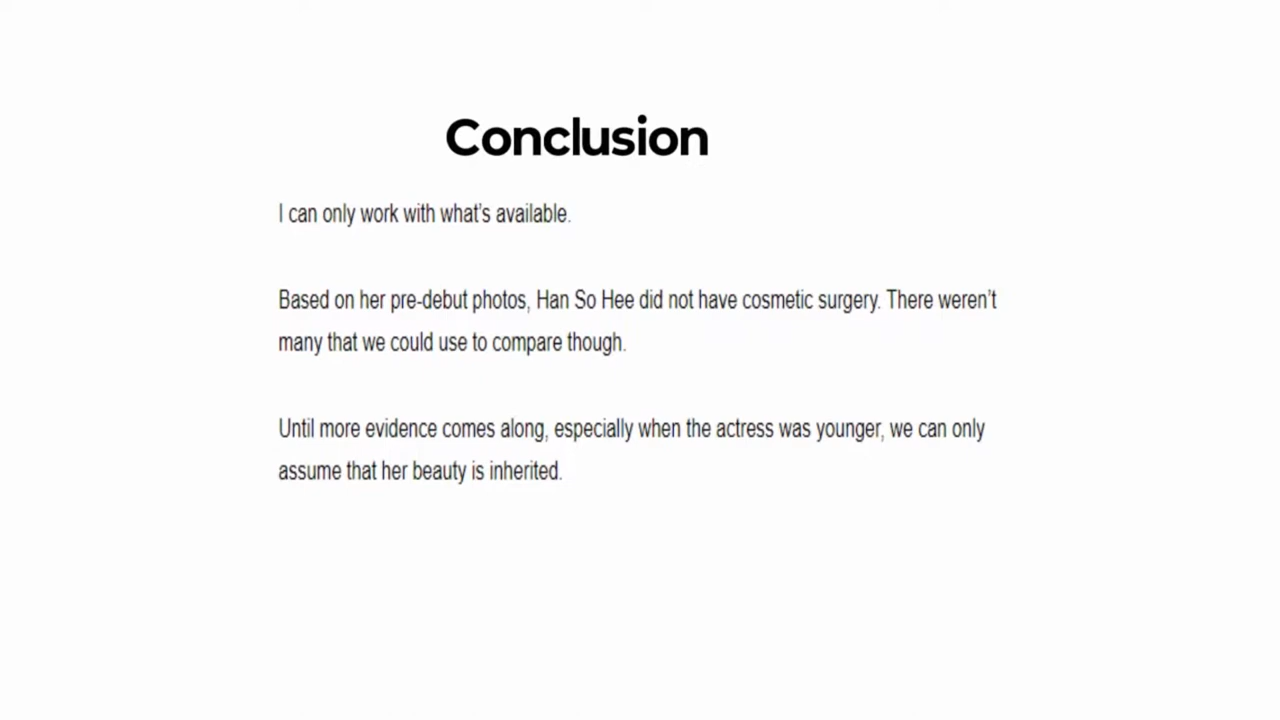 Conclusion
I can only work with what's available.
Based on her pre-debut photos, Han So Hee did not have cosmetic surgery. There weren't
many that we could use to compare though.
Until more evidence comes along, especially when the actress was younger, we can only
assume that her beauty is inherited.